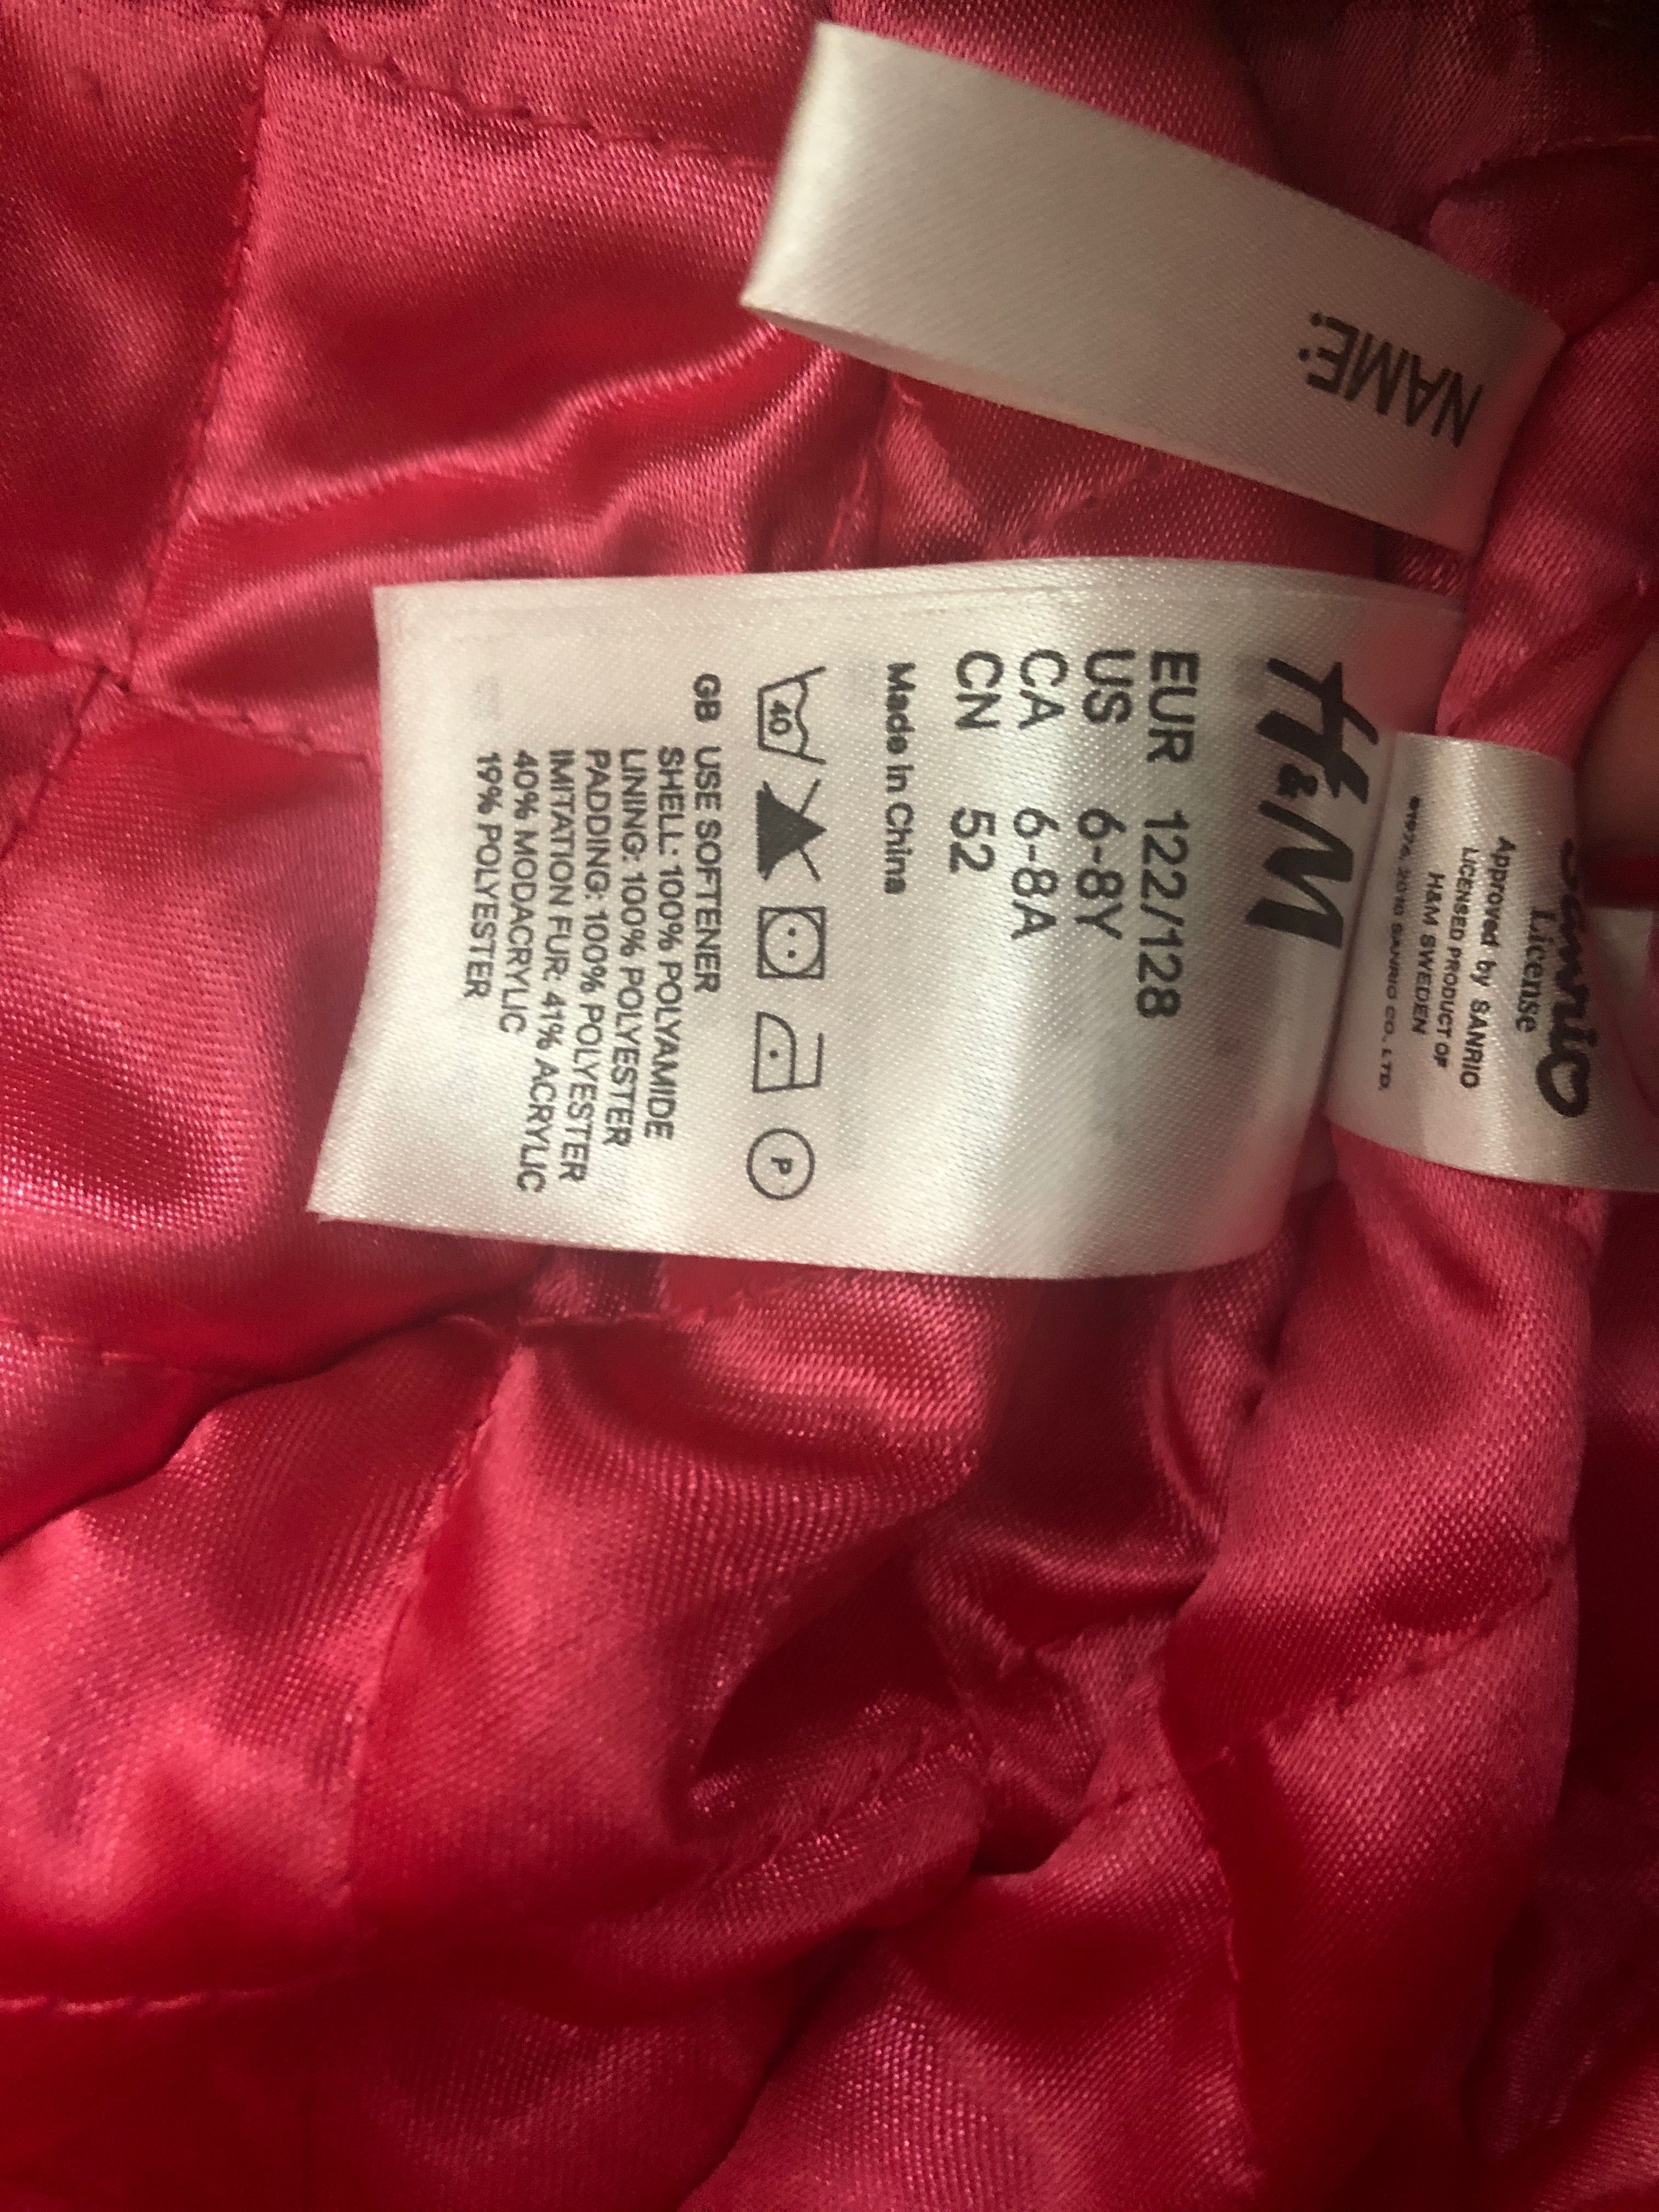 NAME:
Sanrio
License
Approved by SANRIO
LICENSED PRODUCT OF
H&M SWEDEN
SANRIO CO., LTD.
H&M
EUR 122/128
US 6-8Y
CA 6-8A
CN 52
Made in China
40
P
GB USE SOFTENER
SHELL: 100% POLYAMIDE
LINING: 100% POLYESTER
PADDING: 100% POLYESTER
IMITATION FUR: 41% ACRYLIC
40% MODACRYLIC
19% POLYESTER